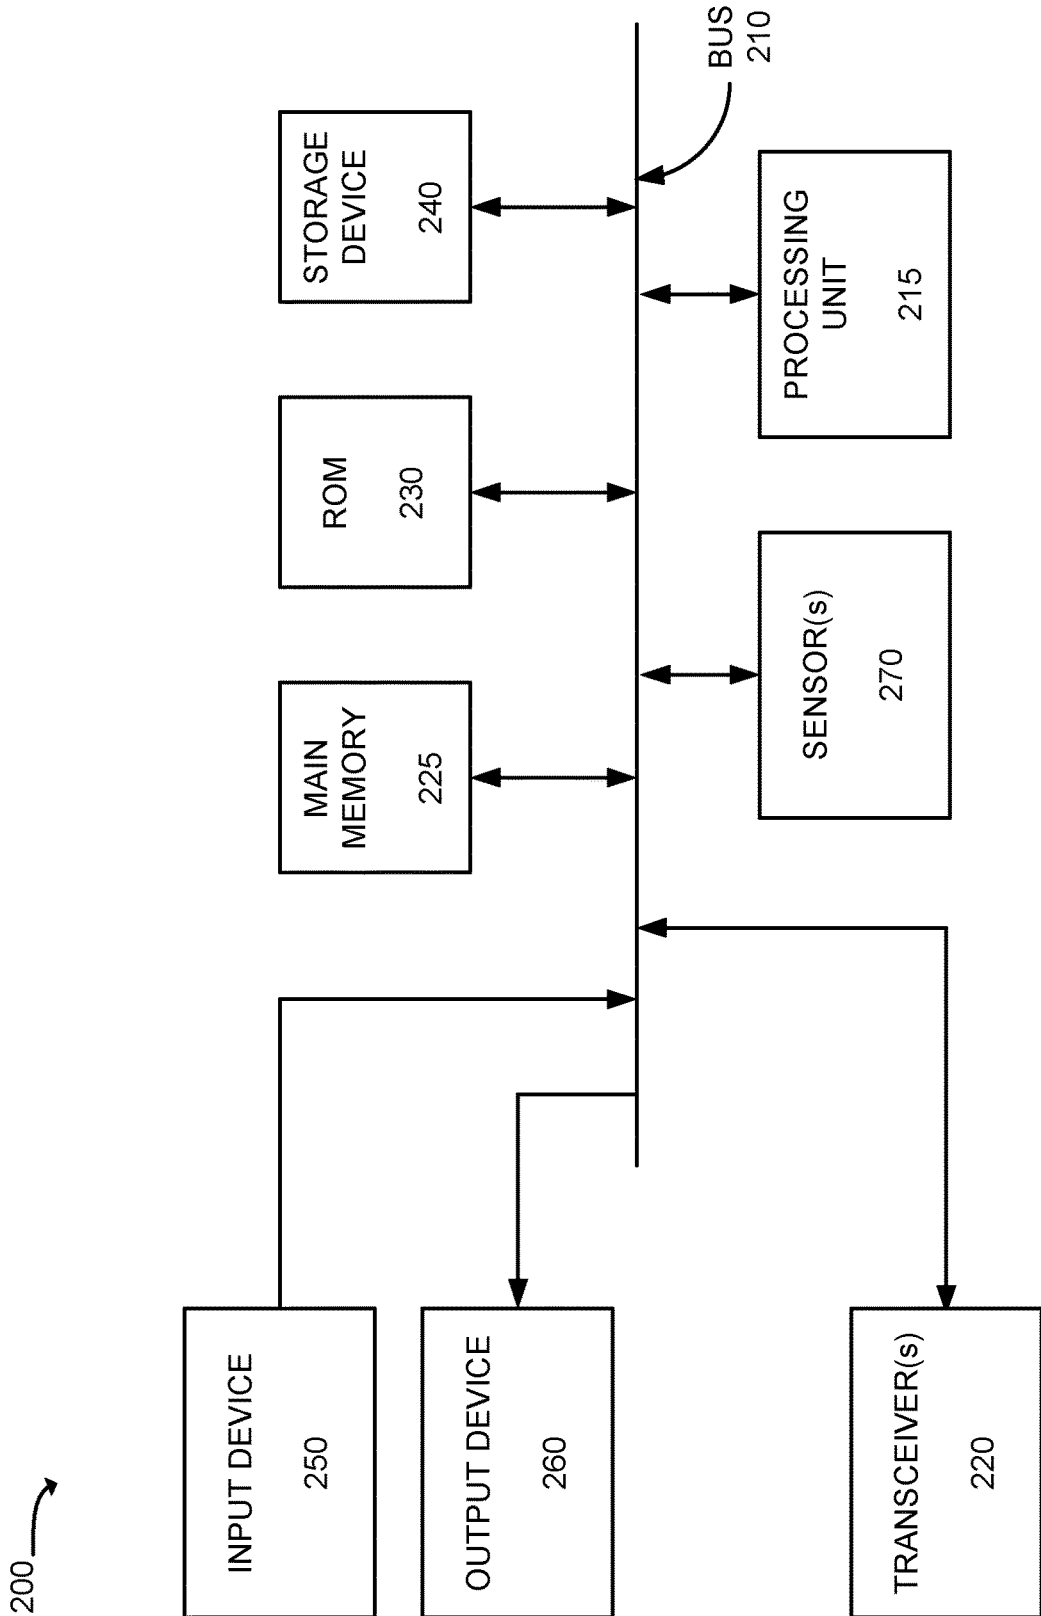 200
INPUT DEVICE
250
OUTPUT DEVICE
260
TRANSCEIVER(s)
220
MAIN
MEMORY
225
ROM
230
STORAGE
DEVICE
240
SENSOR(s)
270
PROCESSING
UNIT
215
BUS
210